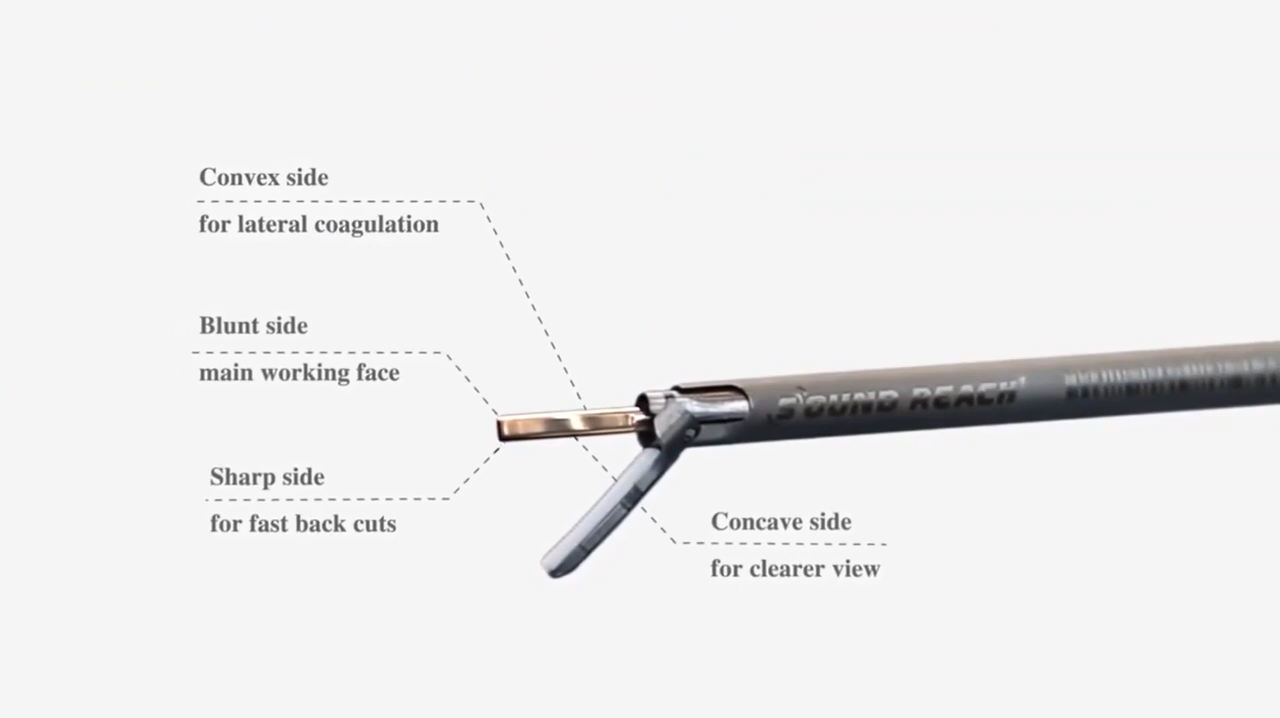 Convex side
for lateral coagulation
Blunt side
main working face
SOUND REACH
Sharp side
for fast back cuts
Concave side
for clearer view